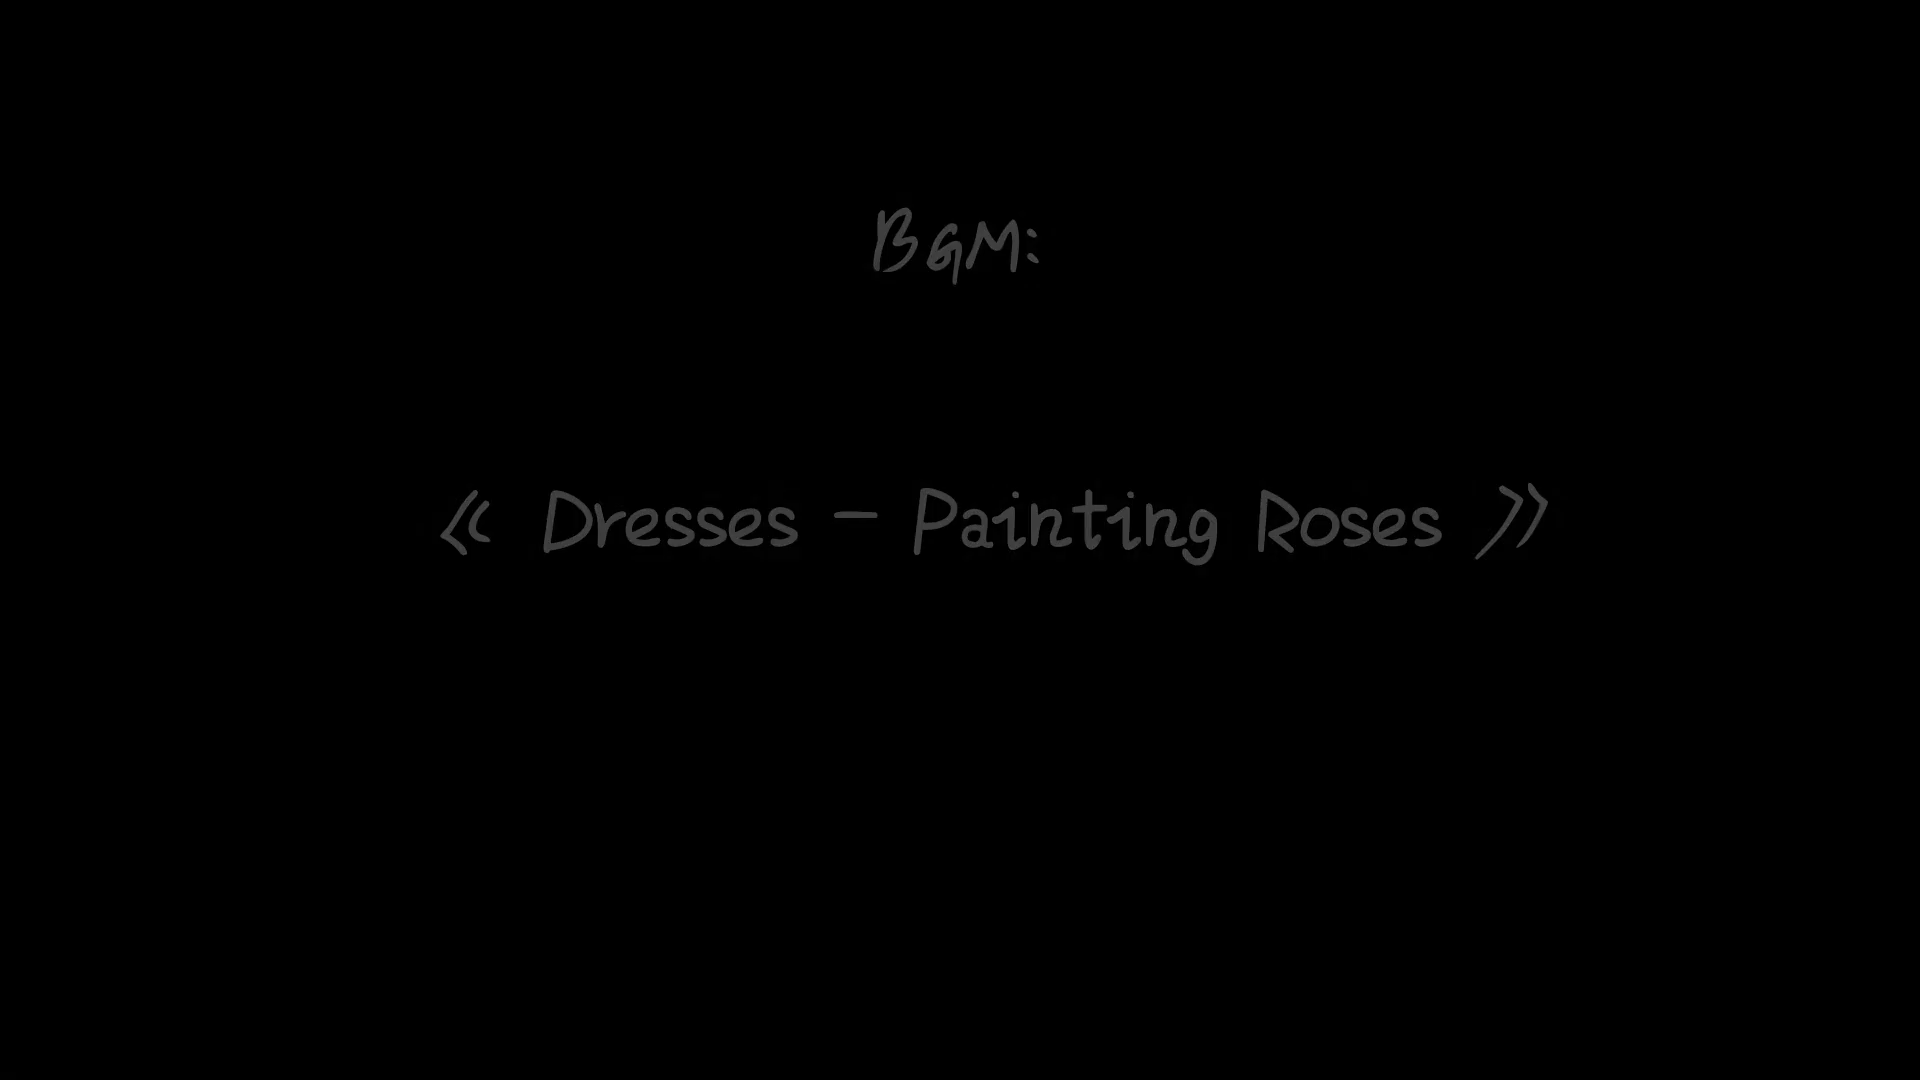 BGM:
《 Dresses - Painting Roses 》